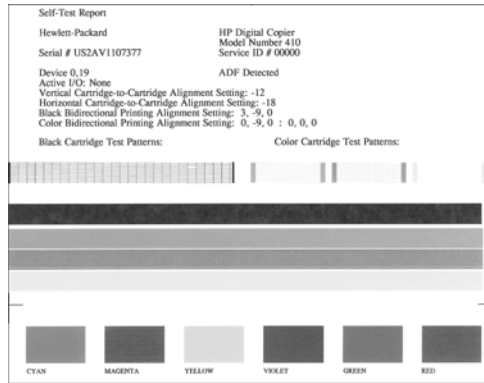 Self-Test Report
Hewlett-Packard
HP Digital Copier
Model Number 410
Serial # US2AV1107377
Service ID # 00000
Device 0,19
ADF Detected
Active I/O: None
Vertical Cartridge-to-Cartridge Alignment Setting: -12
Horizontal Cartridge-to-Cartridge Alignment Setting: -18
Black Bidirectional Printing Alignment Setting: 3, -9, 0
Color Bidirectional Printing Alignment Setting: 0, -9, 0 : 0, 0, 0
Black Cartridge Test Patterns:
Color Cartridge Test Patterns:
CYAN
MAGENTA
YELLOW
VIOLET
GREEN
RED